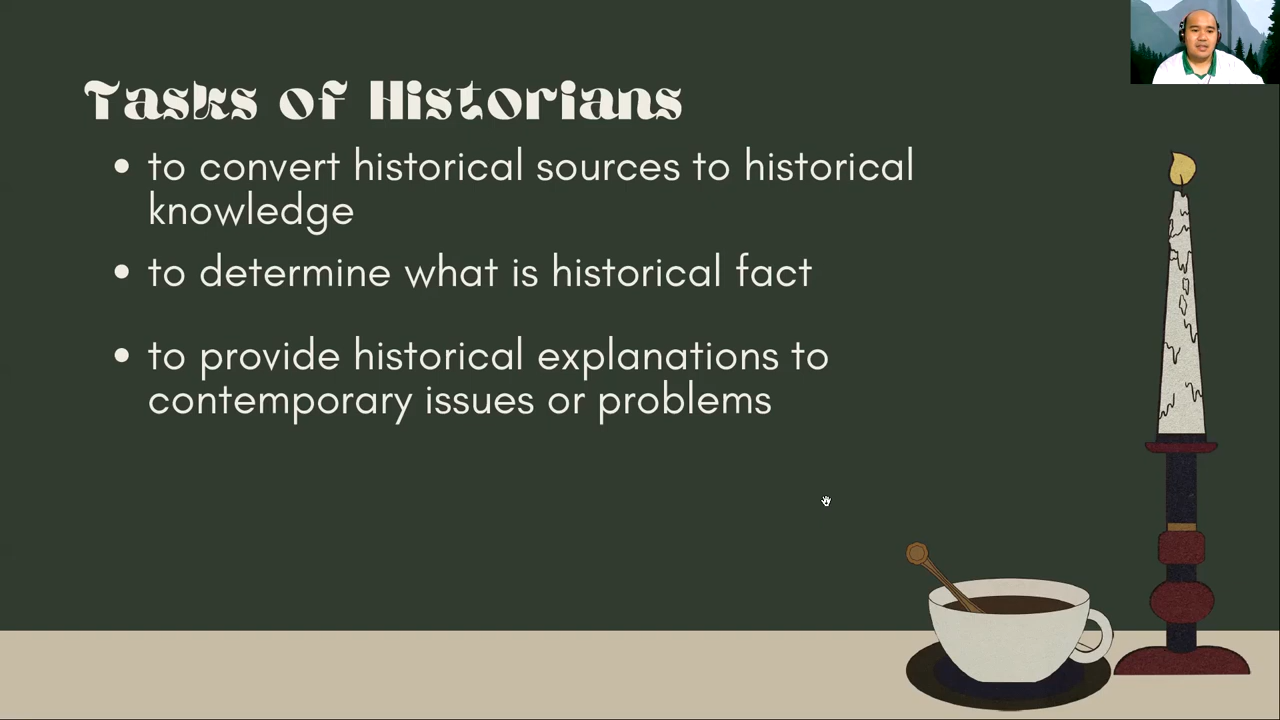 Tasks of Historians
• to convert historical sources to historical
knowledge
• to determine what is historical fact
• to provide historical explanations to
contemporary issues or problems